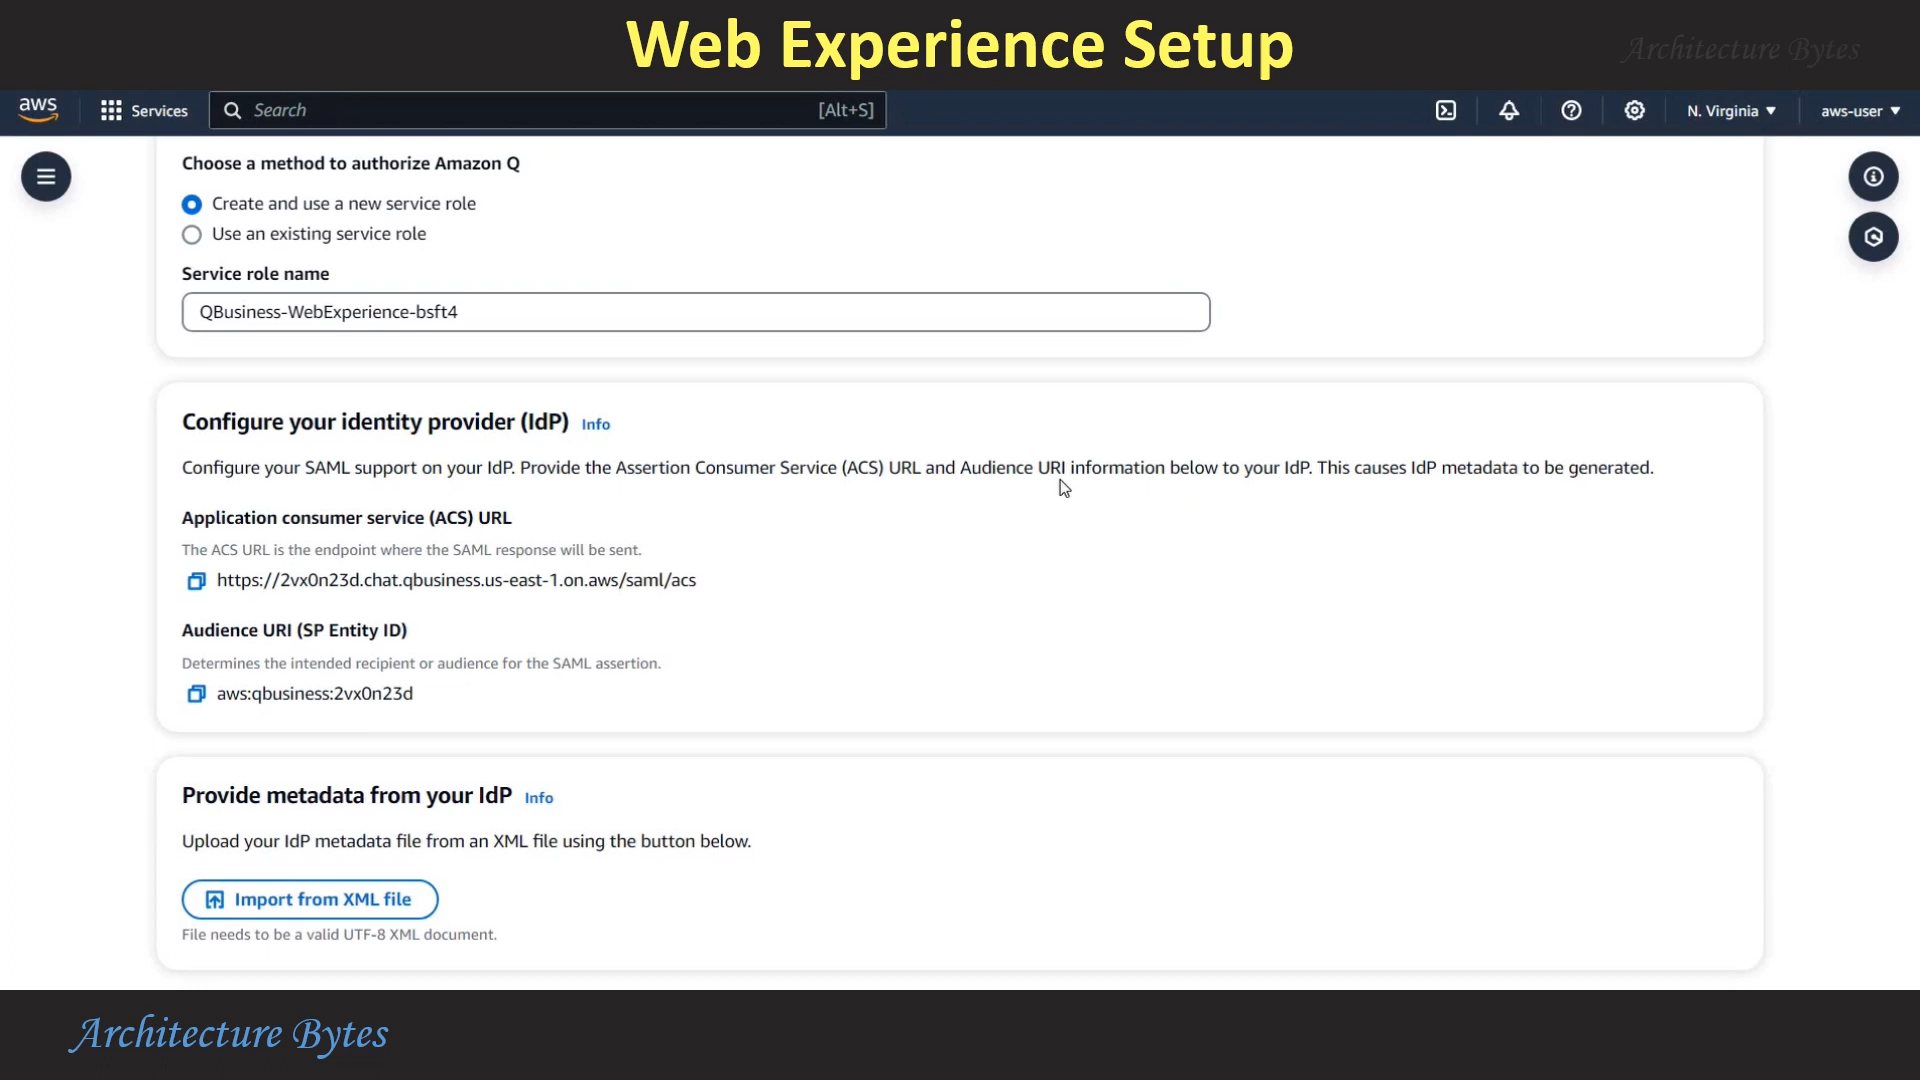 Web Experience Setup
Architecture Bytes
aws
Services
Search
[Alt+S]
N. Virginia
aws-user
Choose a method to authorize Amazon Q
Create and use a new service role
Use an existing service role
Service role name
QBusiness-WebExperience-bsft4
Configure your identity provider (IdP) Info
Configure your SAML support on your IdP. Provide the Assertion Consumer Service (ACS) URL and Audience URI information below to your IdP. This causes IdP metadata to be generated.
Application consumer service (ACS) URL
The ACS URL is the endpoint where the SAML response will be sent.
https://2vx0n23d.chat.qbusiness.us-east-1.on.aws/saml/acs
Audience URI (SP Entity ID)
Determines the intended recipient or audience for the SAML assertion.
aws:qbusiness:2vx0n23d
Provide metadata from your IdP Info
Upload your IdP metadata file from an XML file using the button below.
Import from XML file
File needs to be a valid UTF-8 XML document.
Architecture Bytes